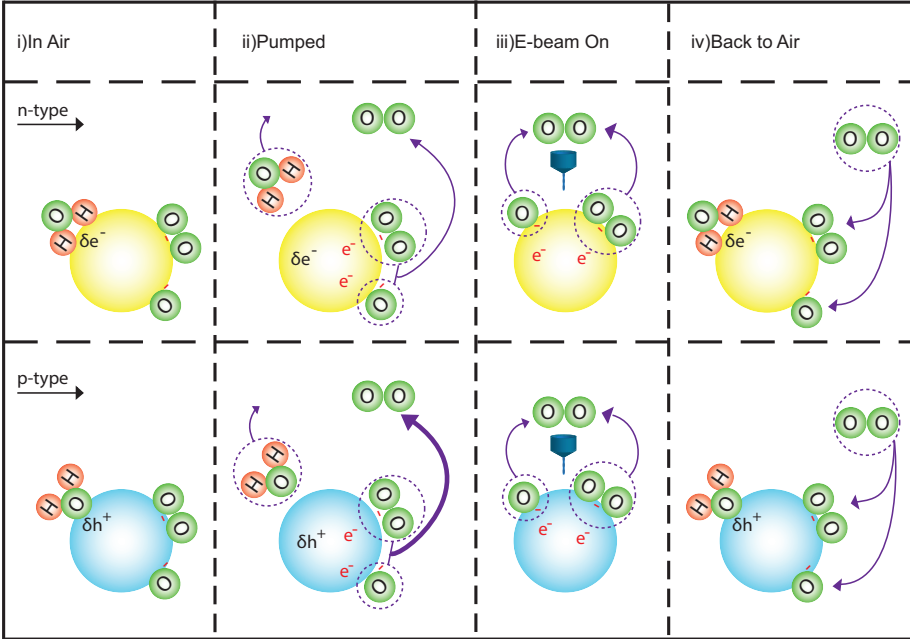 i)In Air
ii)Pumped
iii)E-beam On
iv)Back to Air
n-type
O H H
δe⁻
O O
O
O H H
O O
δe⁻
e⁻
e⁻
O O
O
O O
O
O O
e⁻
e⁻
O O
O H H
δe⁻
O O
O
p-type
H H O
δh⁺
O O
O
H H O
O O
δh⁺
e⁻
e⁻
O O
O
O O
O
O O
e⁻
e⁻
O O
H H O
δh⁺
O O
O